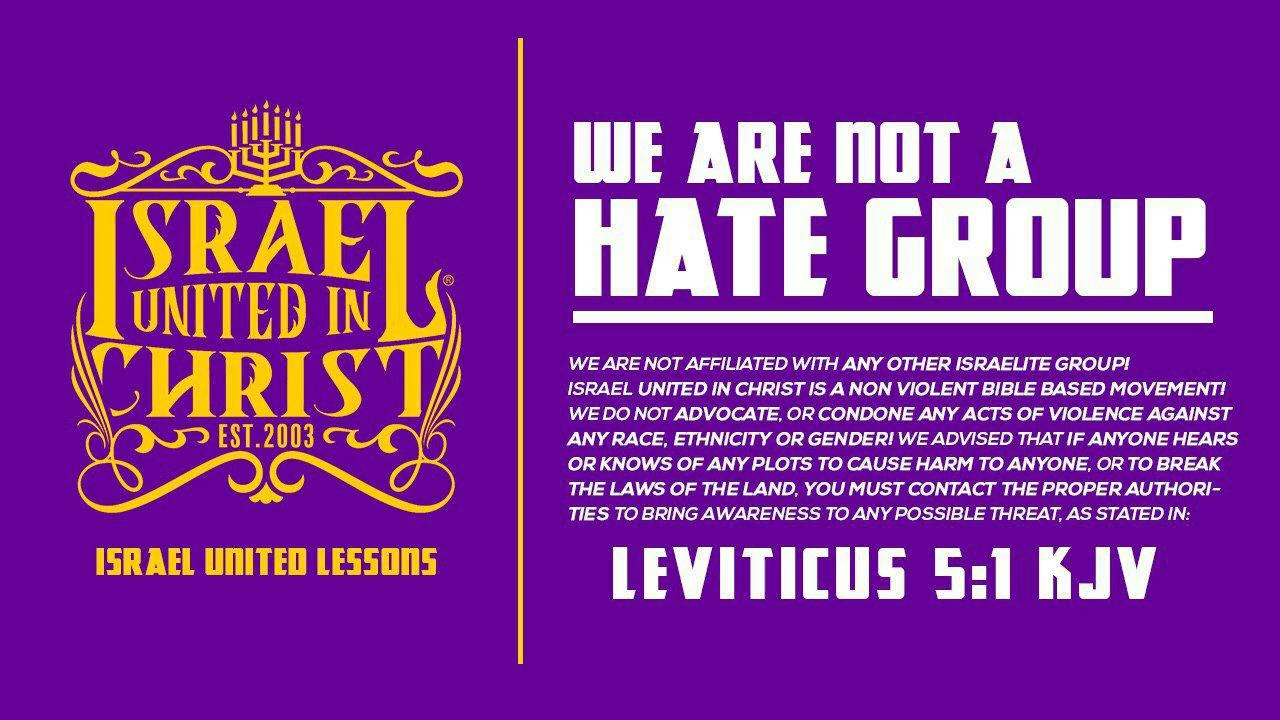 ISRAEL
UNITED IN
CHRIST
®
EST.2003
ISRAEL UNITED LESSONS
WE ARE NOT A
HATE GROUP
WE ARE NOT AFFILIATED WITH ANY OTHER ISRAELITE GROUP!
ISRAEL UNITED IN CHRIST IS A NON VIOLENT BIBLE BASED MOVEMENT!
WE DO NOT ADVOCATE, OR CONDONE ANY ACTS OF VIOLENCE AGAINST
ANY RACE, ETHNICITY OR GENDER! WE ADVISED THAT IF ANYONE HEARS
OR KNOWS OF ANY PLOTS TO CAUSE HARM TO ANYONE, OR TO BREAK
THE LAWS OF THE LAND, YOU MUST CONTACT THE PROPER AUTHORI-
TIES TO BRING AWARENESS TO ANY POSSIBLE THREAT, AS STATED IN:
LEVITICUS 5:1 KJV